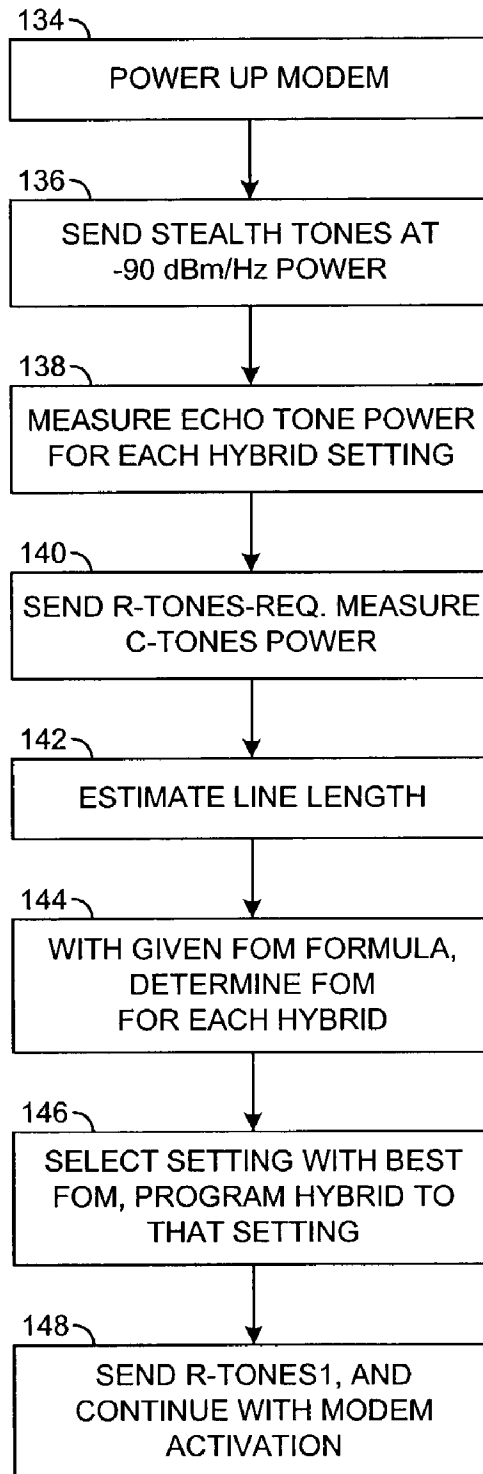 134
POWER UP MODEM
136
SEND STEALTH TONES AT
-90 dBm/Hz POWER
138
MEASURE ECHO TONE POWER
FOR EACH HYBRID SETTING
140
SEND R-TONES-REQ. MEASURE
C-TONES POWER
142
ESTIMATE LINE LENGTH
144
WITH GIVEN FOM FORMULA,
DETERMINE FOM
FOR EACH HYBRID
146
SELECT SETTING WITH BEST
FOM, PROGRAM HYBRID TO
THAT SETTING
148
SEND R-TONES1, AND
CONTINUE WITH MODEM
ACTIVATION